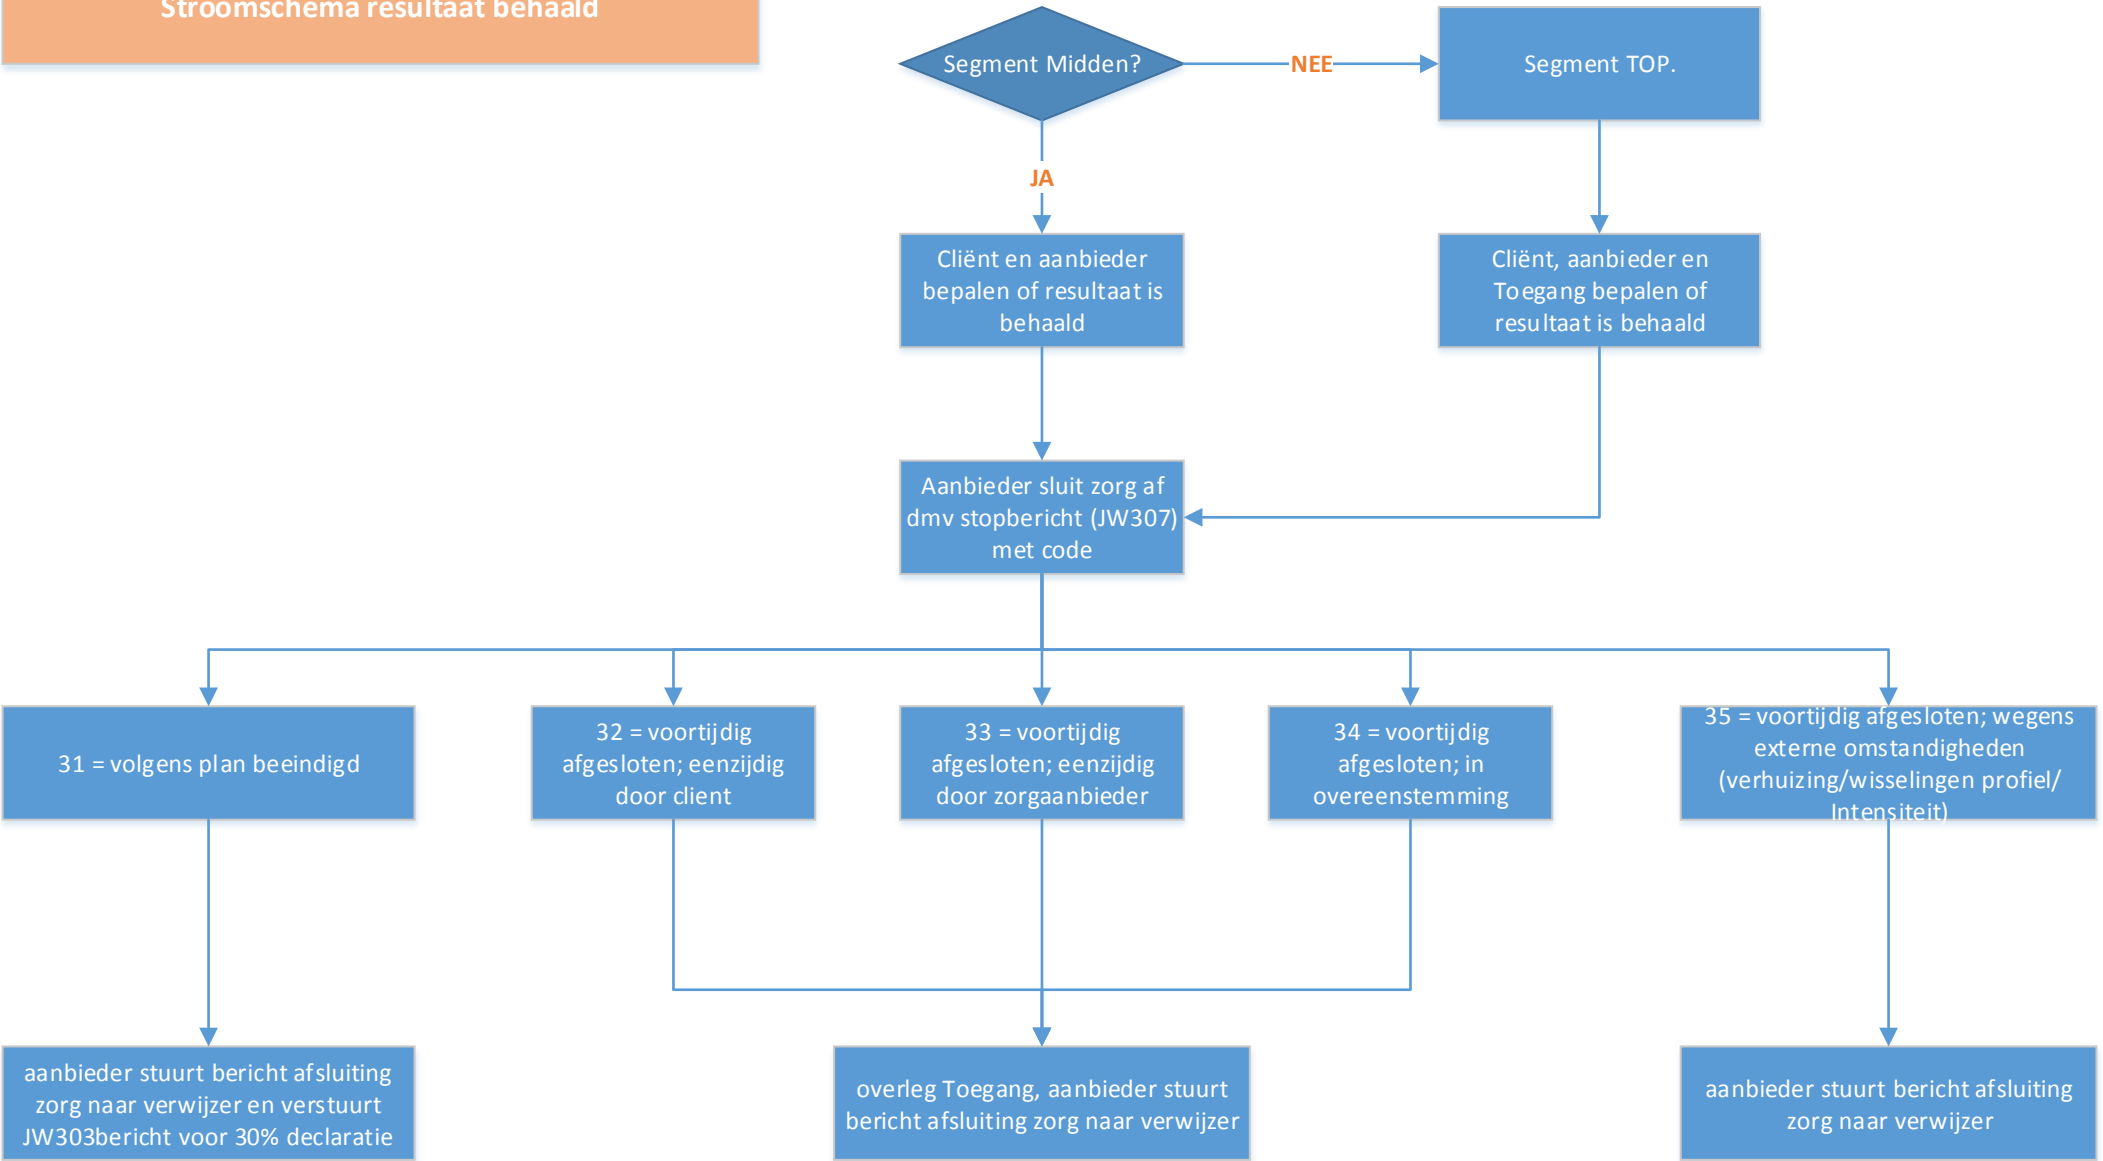 Stroomschema resultaat behaald
Segment Midden?
NEE
Segment TOP.
JA
Cliënt en aanbieder
bepalen of resultaat is
behaald
Cliënt, aanbieder en
Toegang bepalen of
resultaat is behaald
Aanbieder sluit zorg af
dmv stopbericht (JW307)
met code
31 = volgens plan beeindigd
32 = voortijdig
afgesloten; eenzijdig
door client
33 = voortijdig
afgesloten; eenzijdig
door zorgaanbieder
34 = voortijdig
afgesloten; in
overeenstemming
35 = voortijdig afgesloten; wegens
externe omstandigheden
(verhuizing/wisselingen profiel/
Intensiteit)
aanbieder stuurt bericht afsluiting
zorg naar verwijzer en verstuurt
JW303bericht voor 30% declaratie
overleg Toegang, aanbieder stuurt
bericht afsluiting zorg naar verwijzer
aanbieder stuurt bericht afsluiting
zorg naar verwijzer